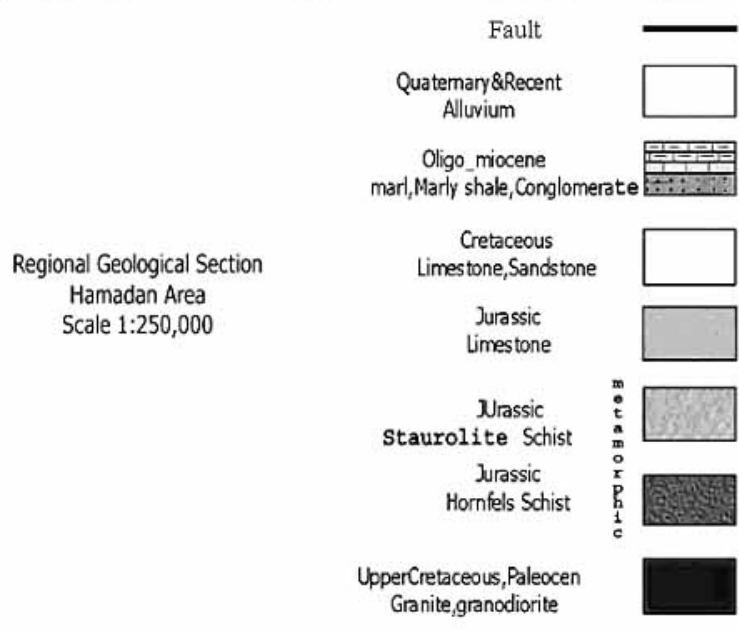 Fault
Quaternary&Recent
Alluvium
Oligo_miocene
marl,Marly shale,Conglomerate
Cretaceous
Limestone,Sandstone
Regional Geological Section
Hamadan Area
Scale 1:250,000
Jurassic
Limestone
JUrassic
Staurolite Schist
Jurassic
Hornfels Schist
metamorphic
UpperCretaceous,Paleocen
Granite,granodiorite